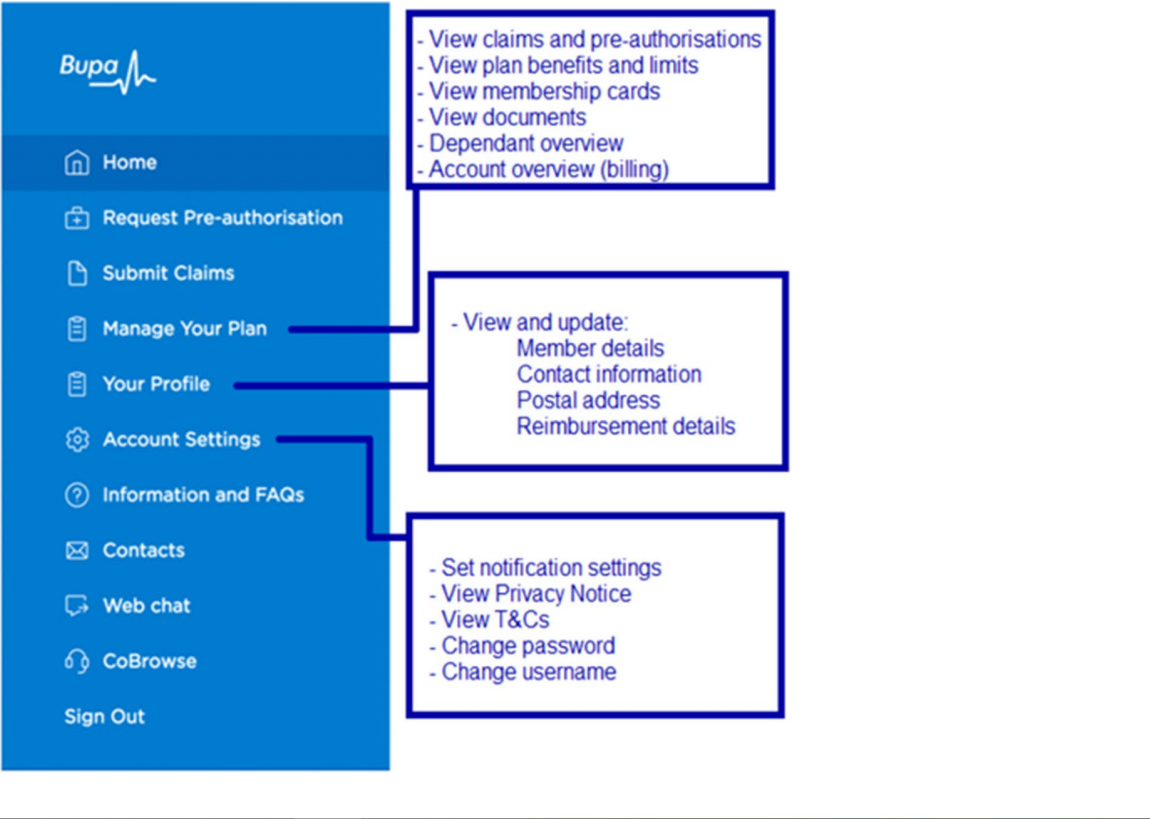 Bupa
Home
Request Pre-authorisation
Submit Claims
Manage Your Plan
Your Profile
Account Settings
Information and FAQs
Contacts
Web chat
CoBrowse
Sign Out
- View claims and pre-authorisations
- View plan benefits and limits
- View membership cards
- View documents
- Dependant overview
- Account overview (billing)
- View and update:
Member details
Contact information
Postal address
Reimbursement details
- Set notification settings
- View Privacy Notice
- View T&Cs
- Change password
- Change username